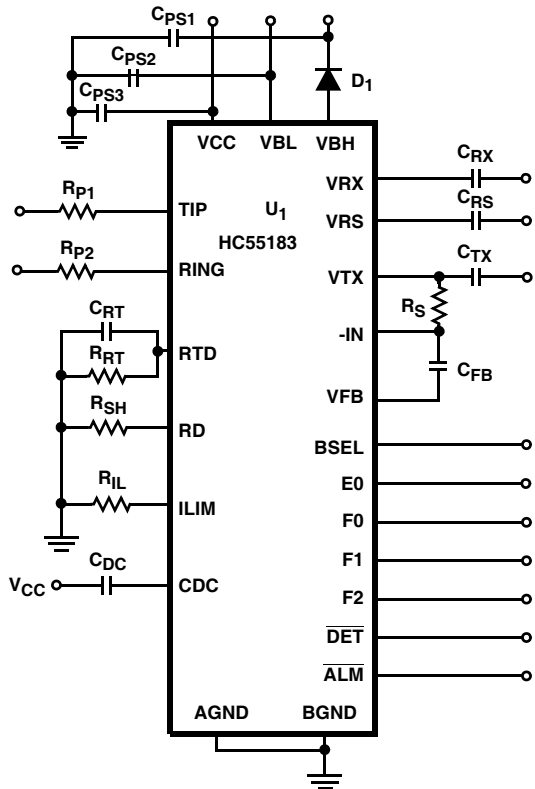 CPS1
CPS2
D1
CPS3
VCC VBL VBH
CRX
VRX
RP1
CRS
TIP
U1
VRS
HC55183
RP2
CTX
RING
VTX
CRT
RS
-IN
RTD
RRT
CFB
RSH
VFB
RD
BSEL
RIL
E0
ILIM
F0
CDC
F1
VCC
CDC
F2
DET
ALM
AGND BGND